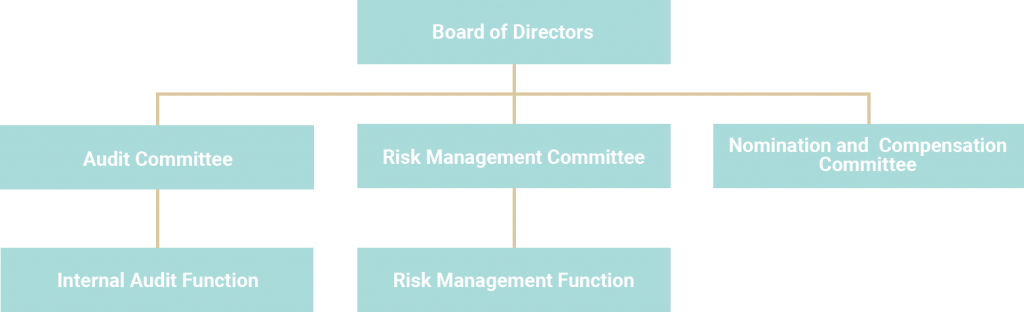 Board of Directors
Audit Committee
Risk Management Committee
Nomination and  Compensation
Committee
Internal Audit Function
Risk Management Function